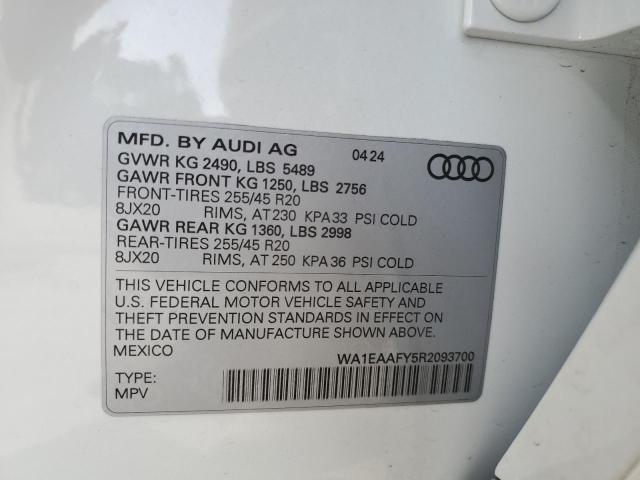 MFD. BY AUDI AG 04 24
GVWR KG 2490, LBS 5489
GAWR FRONT KG 1250, LBS 2756
FRONT-TIRES 255/45 R20
8JX20 RIMS, AT 230 KPA 33 PSI COLD
GAWR REAR KG 1360, LBS 2998
REAR-TIRES 255/45 R20
8JX20 RIMS, AT 250 KPA 36 PSI COLD
THIS VEHICLE CONFORMS TO ALL APPLICABLE
U.S. FEDERAL MOTOR VEHICLE SAFETY AND
THEFT PREVENTION STANDARDS IN EFFECT ON
THE DATE OF MANUFACTURE SHOWN ABOVE.
MEXICO WA1EAAFY5R2093700
TYPE:
MPV